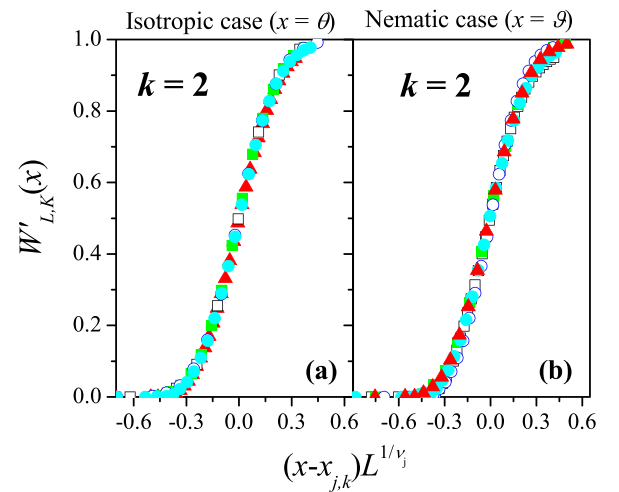 Isotropic case (x = θ) Nematic case (x = ϑ)
1.0
k = 2 k = 2
0.8
0.6
W'L,K(x)
0.4
0.2
(a) (b)
0.0
-0.6 -0.3 0.0 0.3 0.6 -0.6 -0.3 0.0 0.3 0.6
(x-xj,k)L1/νj